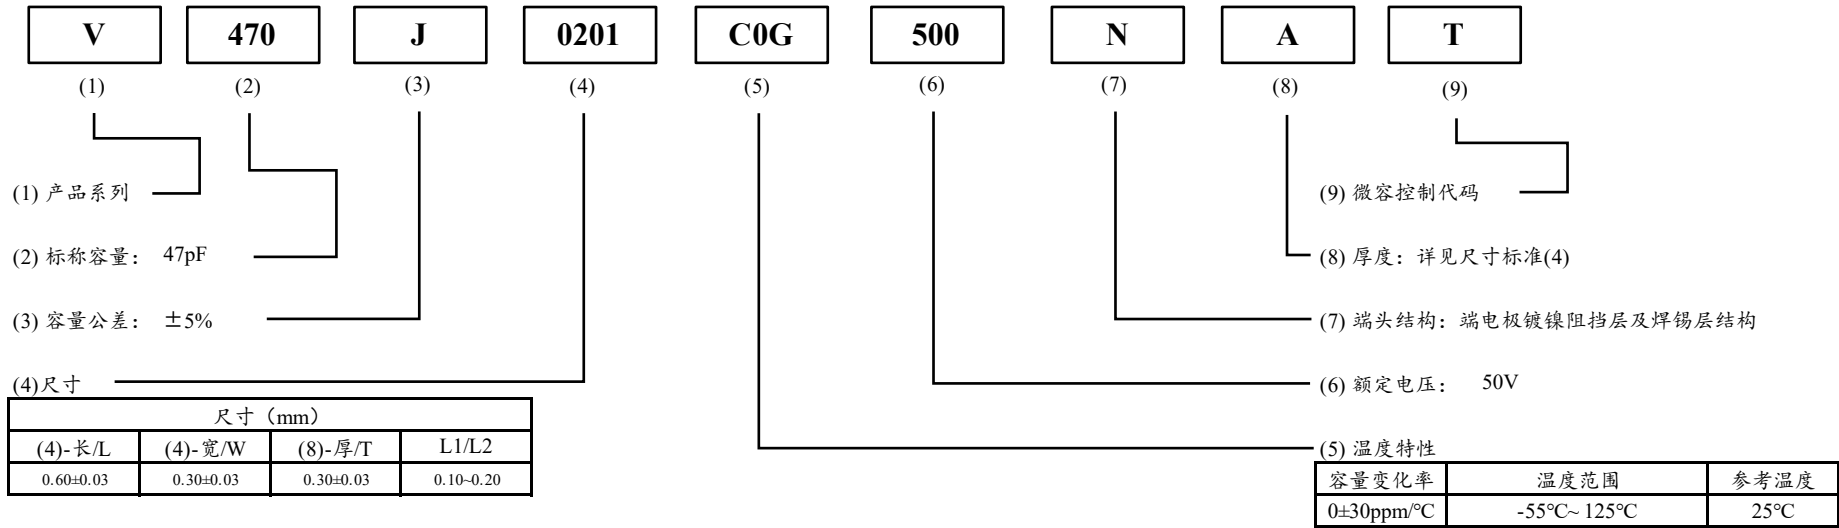 V 470 J 0201 C0G 500 N A T
(1) (2) (3) (4) (5) (6) (7) (8) (9)
(1) 产品系列
(9) 微容控制代码
(2) 标称容量： 47pF
(8) 厚度：详见尺寸标准(4)
(3) 容量公差： ±5%
(7) 端头结构：端电极镀镍阻挡层及焊锡层结构
(4)尺寸
(6) 额定电压： 50V
尺寸（mm）
(4)-长/L (4)-宽/W (8)-厚/T L1/L2
0.60±0.03 0.30±0.03 0.30±0.03 0.10~0.20
(5) 温度特性
容量变化率 温度范围 参考温度
0±30ppm/°C -55°C~ 125°C 25°C